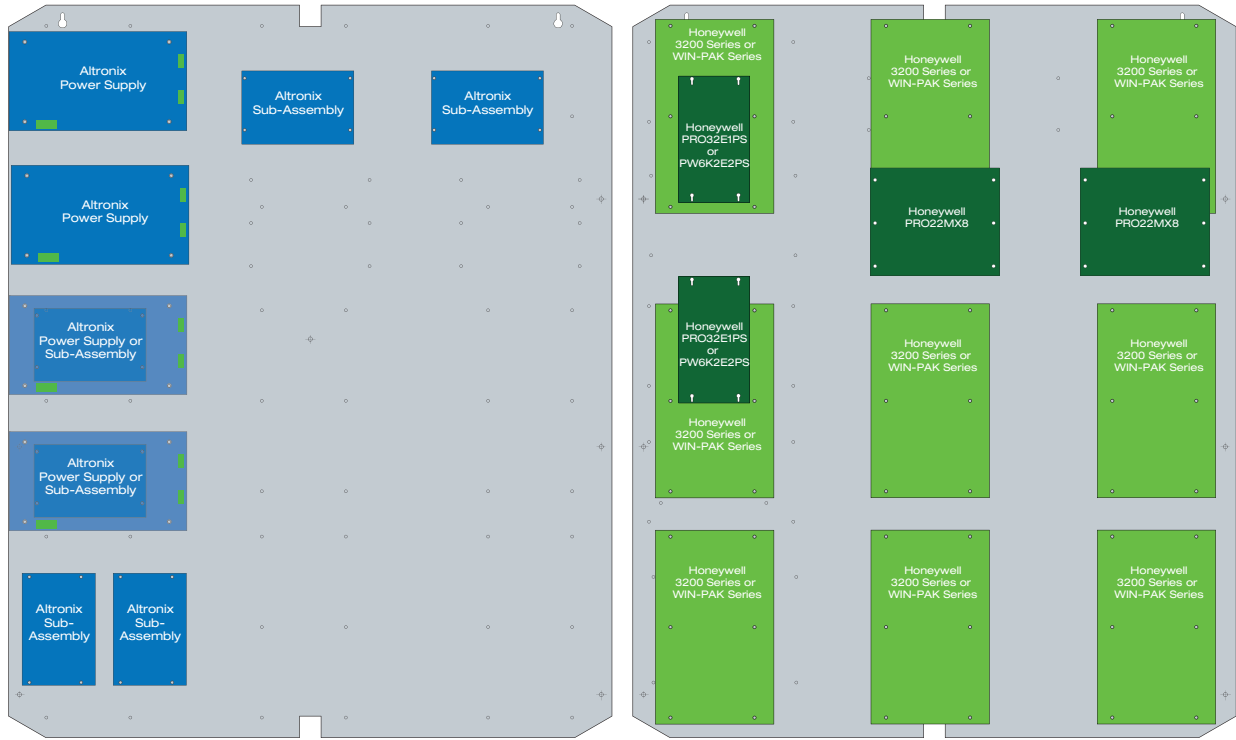 Altronix
Power Supply
Altronix
Sub-Assembly
Altronix
Sub-Assembly
Altronix
Power Supply
Altronix
Power Supply or
Sub-Assembly
Altronix
Power Supply or
Sub-Assembly
Altronix
Sub-
Assembly
Altronix
Sub-
Assembly
Honeywell
3200 Series or
WIN-PAK Series
Honeywell
PRO32E1PS
or
PW6K2E2PS
Honeywell
3200 Series or
WIN-PAK Series
Honeywell
3200 Series or
WIN-PAK Series
Honeywell
PRO22MX8
Honeywell
PRO22MX8
Honeywell
PRO32E1PS
or
PW6K2E2PS
Honeywell
3200 Series or
WIN-PAK Series
Honeywell
3200 Series or
WIN-PAK Series
Honeywell
3200 Series or
WIN-PAK Series
Honeywell
3200 Series or
WIN-PAK Series
Honeywell
3200 Series or
WIN-PAK Series
Honeywell
3200 Series or
WIN-PAK Series